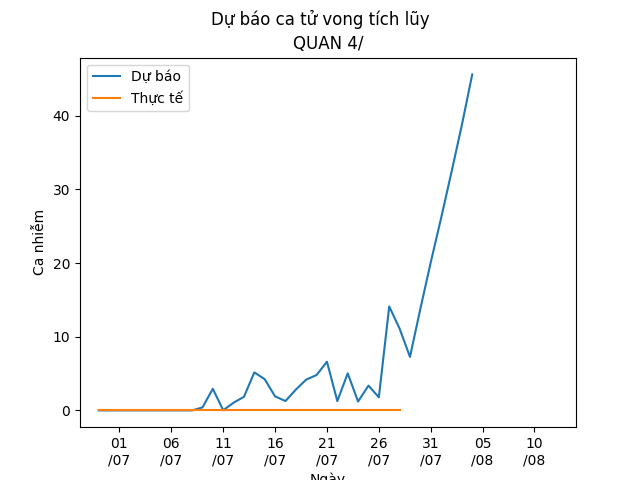 Dự báo ca tử vong tích lũy
QUAN 4/
Dự báo
Thực tế
Ca nhiễm
40
30
20
10
0
01 06 11 16 21 26 31 05 10
/07 /07 /07 /07 /07 /07 /07 /08 /08
Ngày